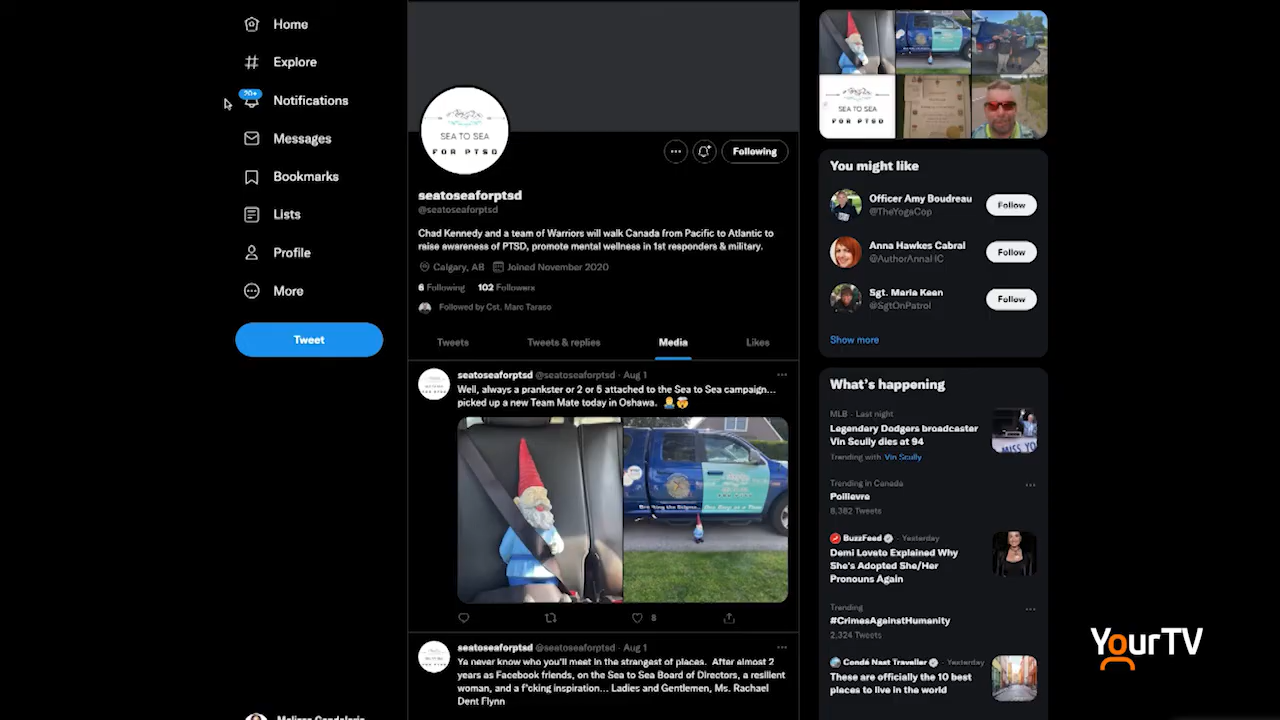 Home
Explore
20+
Notifications
Messages
Bookmarks
Lists
Profile
More
Tweet
SEA TO SEA
FOR PTSD
Following
seatoseaforptsd
@seatoseaforptsd
Chad Kennedy and a team of Warriors will walk Canada from Pacific to Atlantic to
raise awareness of PTSD, promote mental wellness in 1st responders & military.
Calgary, AB Joined November 2020
6 Following 102 Followers
Followed by Cst. Marc Taraso
Tweets Tweets & replies Media Likes
seatoseaforptsd @seatoseaforptsd · Aug 1
Well, always a prankster or 2 or 5 attached to the Sea to Sea campaign...
picked up a new Team Mate today in Oshawa.
8
seatoseaforptsd @seatoseaforptsd · Aug 1
Ya never know who you'll meet in the strangest of places. After almost 2
years as Facebook friends, on the Sea to Sea Board of Directors, a resilient
woman, and a f*cking inspiration... Ladies and Gentlemen, Ms. Rachael
Dent Flynn
SEA TO SEA
FOR PTSD
You might like
Officer Amy Boudreau
@TheYogaCop
Follow
Anna Hawkes Cabral
@AuthorAnnaHC
Follow
Sgt. Maria Keen
@SgtOnPatrol
Follow
Show more
What's happening
MLB · Last night
Legendary Dodgers broadcaster
Vin Scully dies at 94
Trending with Vin Scully
MISS YO
Trending in Canada
Poilievre
8,382 Tweets
BuzzFeed · Yesterday
Demi Lovato Explained Why
She's Adopted She/Her
Pronouns Again
Trending
#CrimesAgainstHumanity
2,324 Tweets
Condé Nast Traveller · Yesterday
These are officially the 10 best
places to live in the world
YourTV